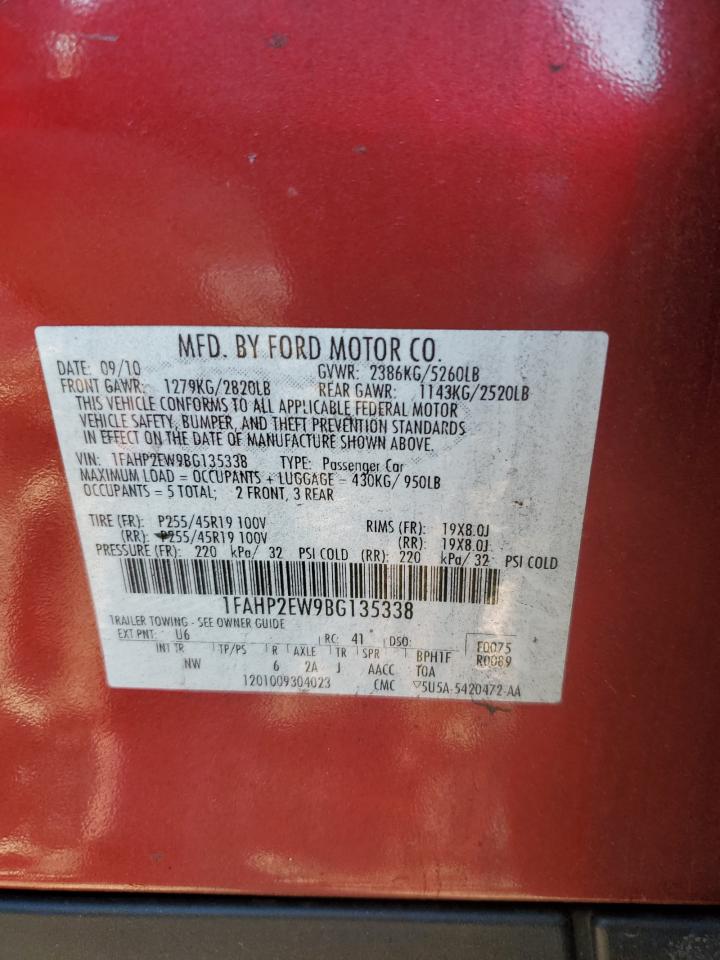 MFD. BY FORD MOTOR CO.
DATE: 09/10 GVWR: 2386KG/5260LB
FRONT GAWR: 1279KG/2820LB REAR GAWR: 1143KG/2520LB
THIS VEHICLE CONFORMS TO ALL APPLICABLE FEDERAL MOTOR
VEHICLE SAFETY, BUMPER, AND THEFT PREVENTION STANDARDS
IN EFFECT ON THE DATE OF MANUFACTURE SHOWN ABOVE.
VIN: 1FAHP2EW9BG135338 TYPE: Passenger Car
MAXIMUM LOAD = OCCUPANTS + LUGGAGE = 430KG/ 950LB
OCCUPANTS = 5 TOTAL; 2 FRONT, 3 REAR
TIRE (FR): P255/45R19 100V RIMS (FR): 19X8.0J
(RR): P255/45R19 100V (RR): 19X8.0J
PRESSURE (FR): 220 kPa/ 32 PSI COLD (RR): 220 kPa/ 32 PSI COLD
1FAHP2EW9BG135338
TRAILER TOWING - SEE OWNER GUIDE
EXT PNT: U6 RC: 41 DSO: F0075
INT TR TP/PS R AXLE TR SPR BPH1F R0089
NW 6 2A J AACC TOA
1201009304023 CMC ▽5U5A-5420472-AA